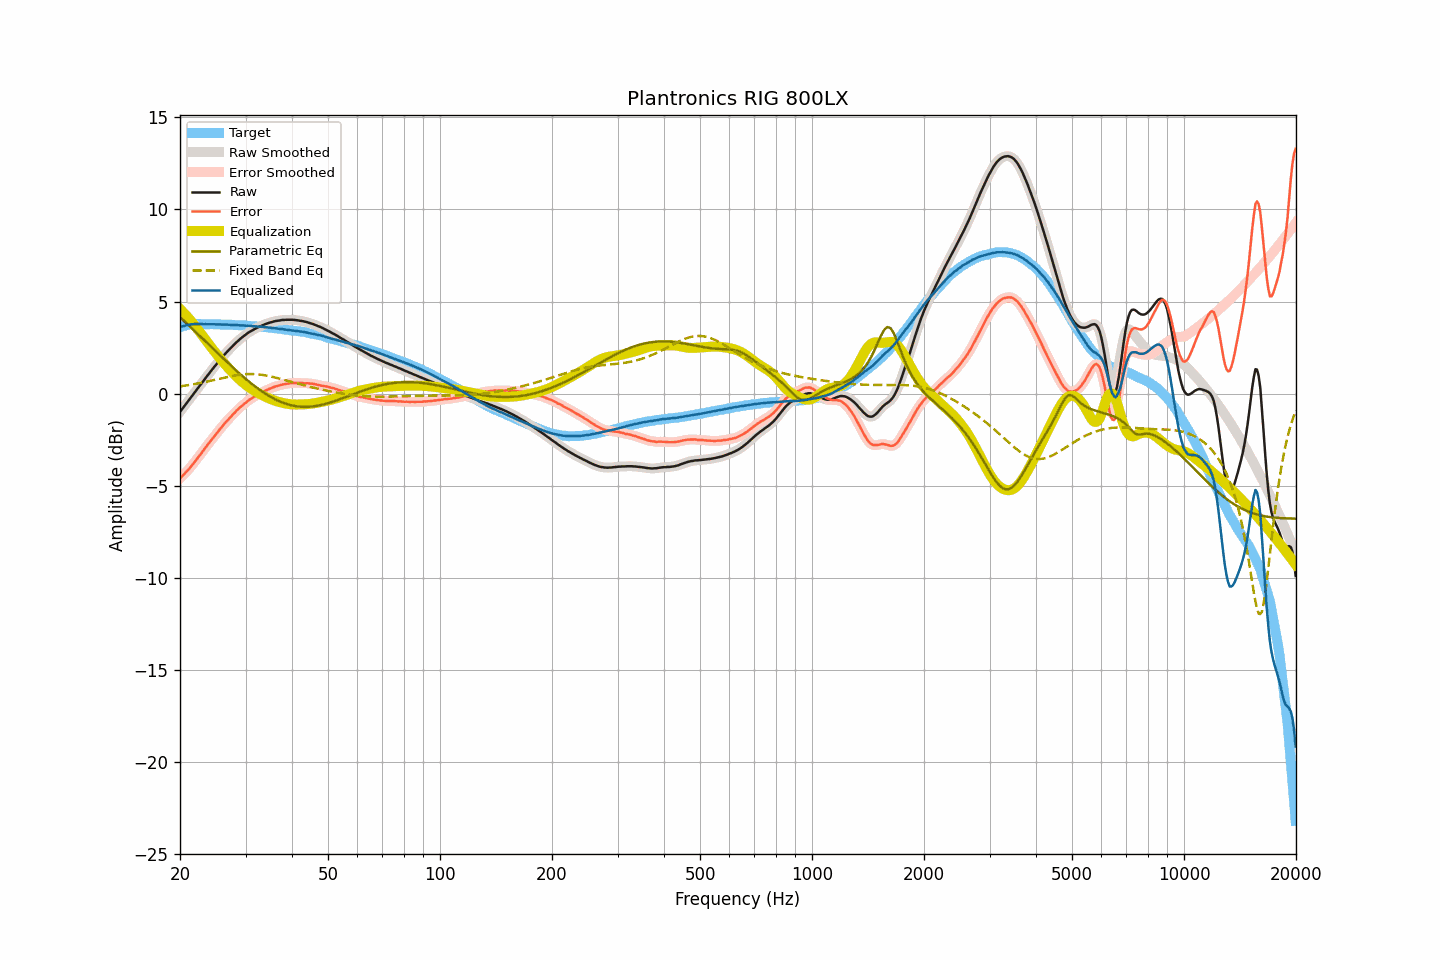 Plantronics RIG 800LX
15
10
5
0
−5
−10
−15
−20
−25
Amplitude (dBr)
Target
Raw Smoothed
Error Smoothed
Raw
Error
Equalization
Parametric Eq
Fixed Band Eq
Equalized
20 50 100 200 500 1000 2000 5000 10000 20000
Frequency (Hz)